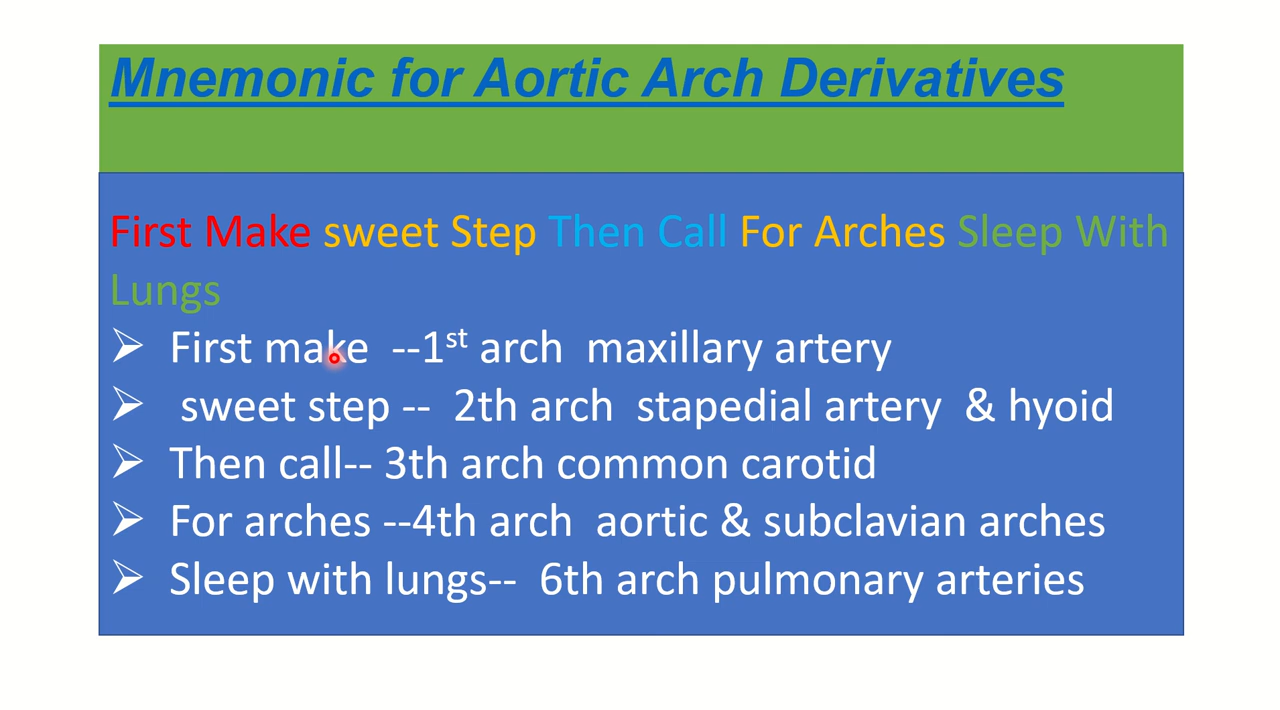 Mnemonic for Aortic Arch Derivatives
First Make sweet Step Then Call For Arches Sleep With
Lungs
➢ First make --1st arch maxillary artery
➢ sweet step -- 2th arch stapedial artery & hyoid
➢ Then call-- 3th arch common carotid
➢ For arches --4th arch aortic & subclavian arches
➢ Sleep with lungs-- 6th arch pulmonary arteries